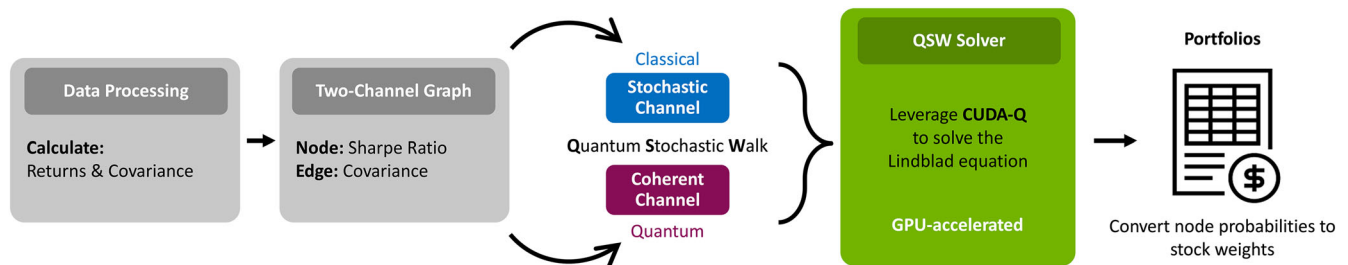 Data Processing
Calculate:
Returns & Covariance
Two-Channel Graph
Node: Sharpe Ratio
Edge: Covariance
Classical
Stochastic
Channel
Quantum Stochastic Walk
Coherent
Channel
Quantum
QSW Solver
Leverage CUDA-Q
to solve the
Lindblad equation
GPU-accelerated
Portfolios
$
Convert node probabilities to
stock weights